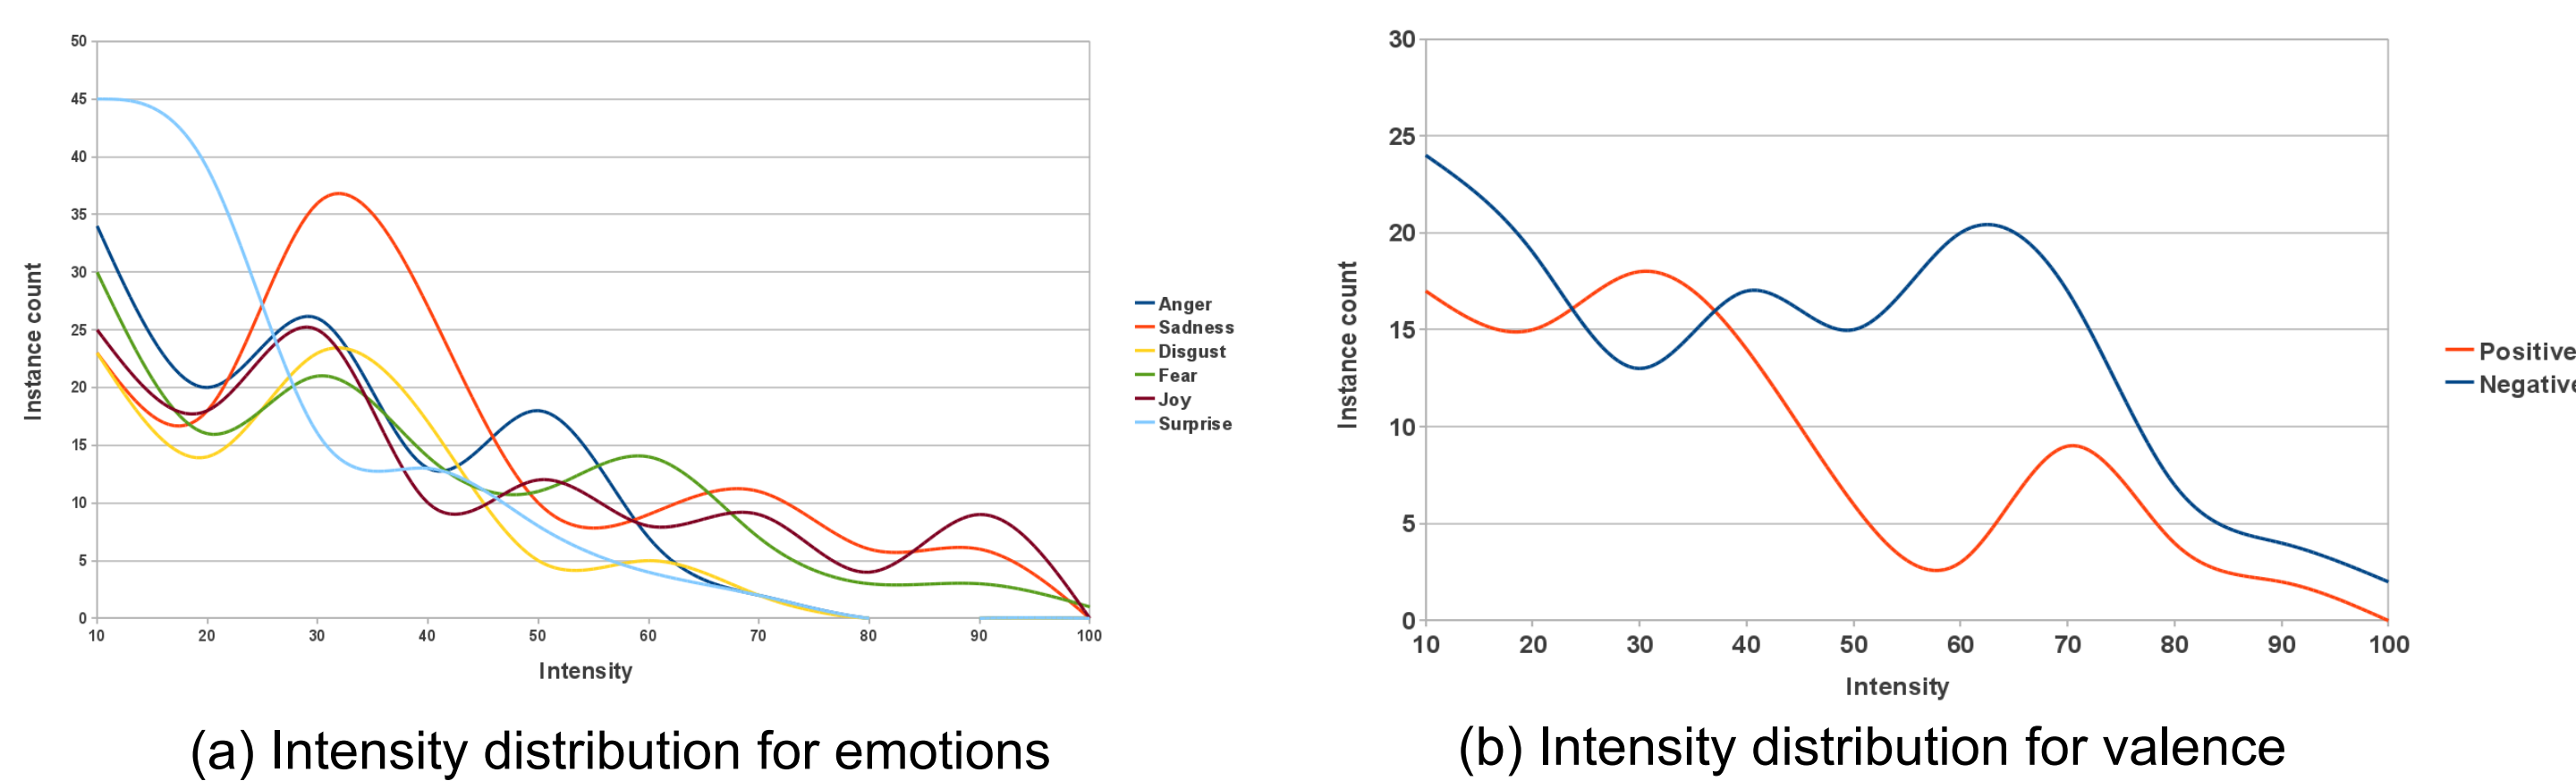 50
45
40
35
30
25
20
15
10
5
0
Instance count
10 20 30 40 50 60 70 80 90 100
Intensity
Anger
Sadness
Disgust
Fear
Joy
Surprise
(a) Intensity distribution for emotions
30
25
20
15
10
5
0
Instance count
10 20 30 40 50 60 70 80 90 100
Intensity
Positive
Negative
(b) Intensity distribution for valence